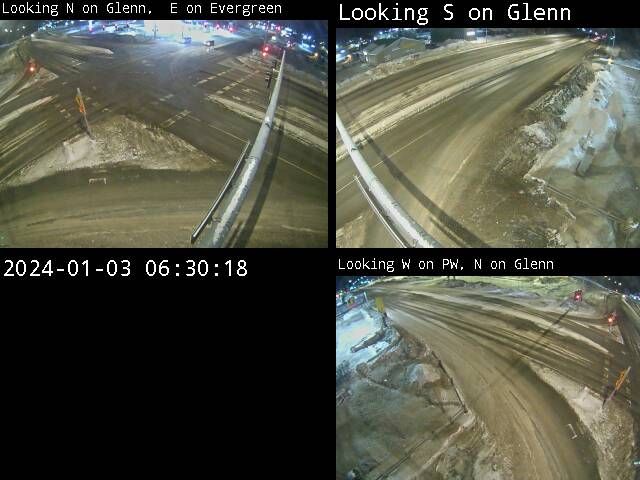 Looking N on Glenn, E on Evergreen
Looking S on Glenn
2024-01-03 06:30:18
Looking W on PW, N on Glenn